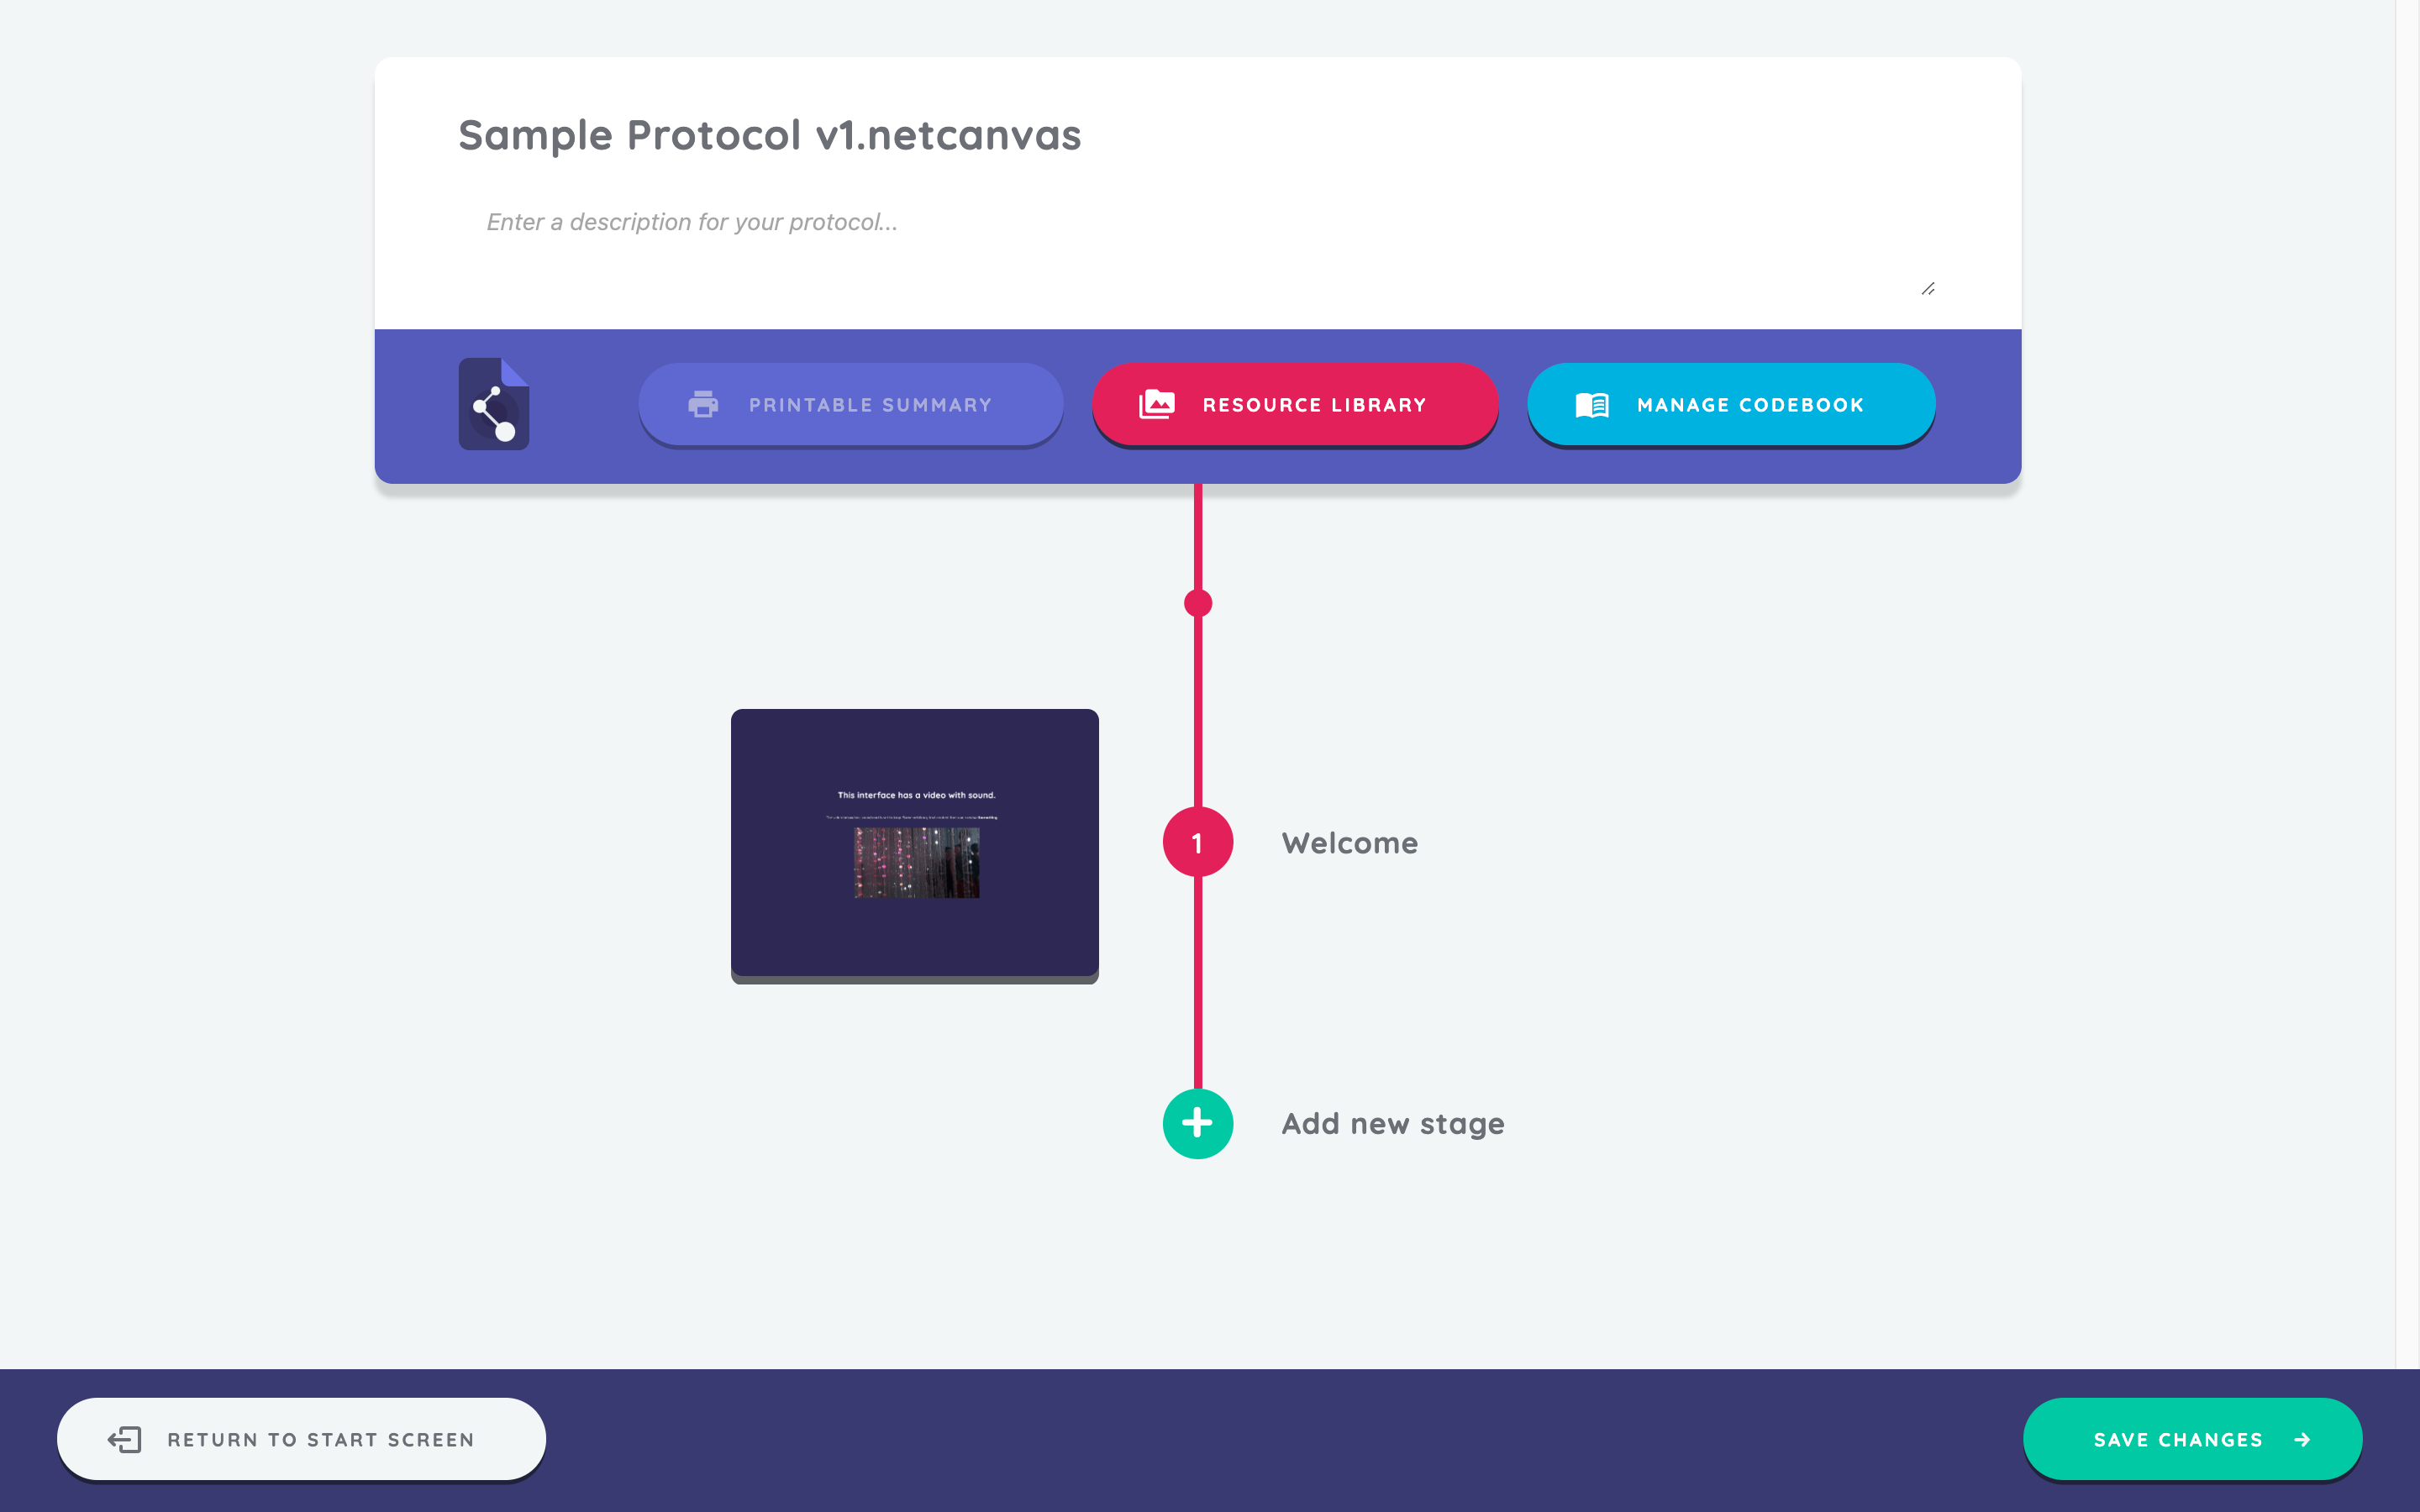 Sample Protocol v1.netcanvas
Enter a description for your protocol...
PRINTABLE SUMMARY
RESOURCE LIBRARY
MANAGE CODEBOOK
This interface has a video with sound.
1
Welcome
Add new stage
RETURN TO START SCREEN
SAVE CHANGES